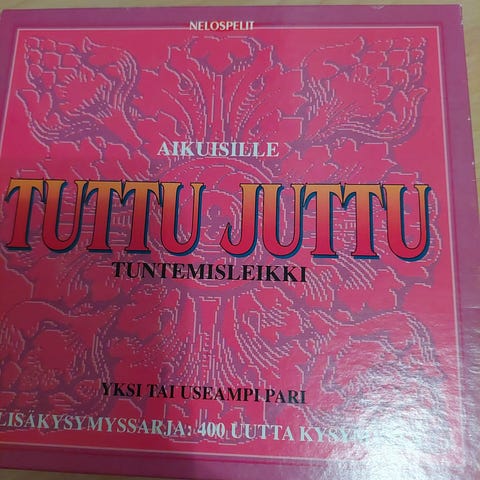 NELOSPELIT
AIKUISILLE
TUTTU JUTTU
TUNTEMISLEIKKI
YKSI TAI USEAMPI PARI
LISÄKYSYMYSSARJA: 400 UUTTA